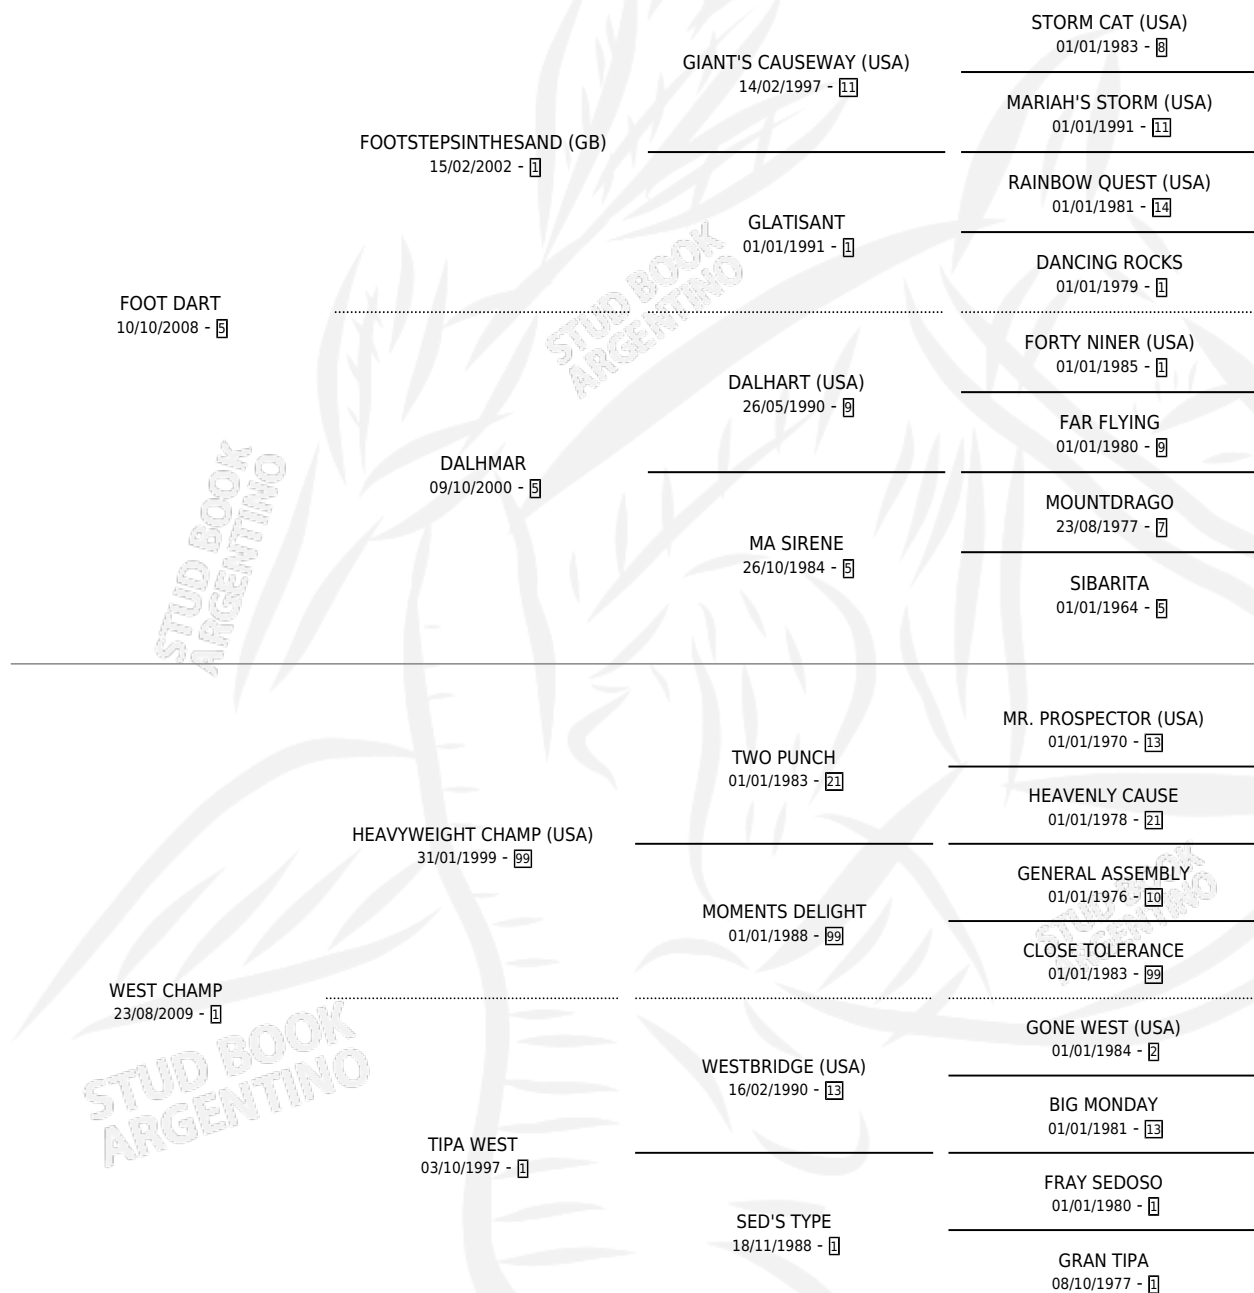 STORM CAT (USA)
01/01/1983 - 8
GIANT'S CAUSEWAY (USA)
14/02/1997 - 11
MARIAH'S STORM (USA)
01/01/1991 - 11
FOOTSTEPSINTHESAND (GB)
15/02/2002 - 1
RAINBOW QUEST (USA)
01/01/1981 - 14
GLATISANT
01/01/1991 - 1
DANCING ROCKS
01/01/1979 - 1
FOOT DART
10/10/2008 - 5
FORTY NINER (USA)
01/01/1985 - 1
DALHART (USA)
26/05/1990 - 9
FAR FLYING
01/01/1980 - 9
DALHMAR
09/10/2000 - 5
MOUNTDRAGO
23/08/1977 - 7
MA SIRENE
26/10/1984 - 5
SIBARITA
01/01/1964 - 5
STUD BOOK
ARGENTINO
STUD BOOK
ARGENTINO
MR. PROSPECTOR (USA)
01/01/1970 - 13
TWO PUNCH
01/01/1983 - 21
HEAVENLY CAUSE
01/01/1978 - 21
HEAVYWEIGHT CHAMP (USA)
31/01/1999 - 99
GENERAL ASSEMBLY
01/01/1976 - 10
MOMENTS DELIGHT
01/01/1988 - 99
CLOSE TOLERANCE
01/01/1983 - 99
WEST CHAMP
23/08/2009 - 1
GONE WEST (USA)
01/01/1984 - 2
WESTBRIDGE (USA)
16/02/1990 - 13
BIG MONDAY
01/01/1981 - 13
TIPA WEST
03/10/1997 - 1
FRAY SEDOSO
01/01/1980 - 1
SED'S TYPE
18/11/1988 - 1
GRAN TIPA
08/10/1977 - 1
STUD BOOK
ARGENTINO
STUD BOOK
ARGENTINO